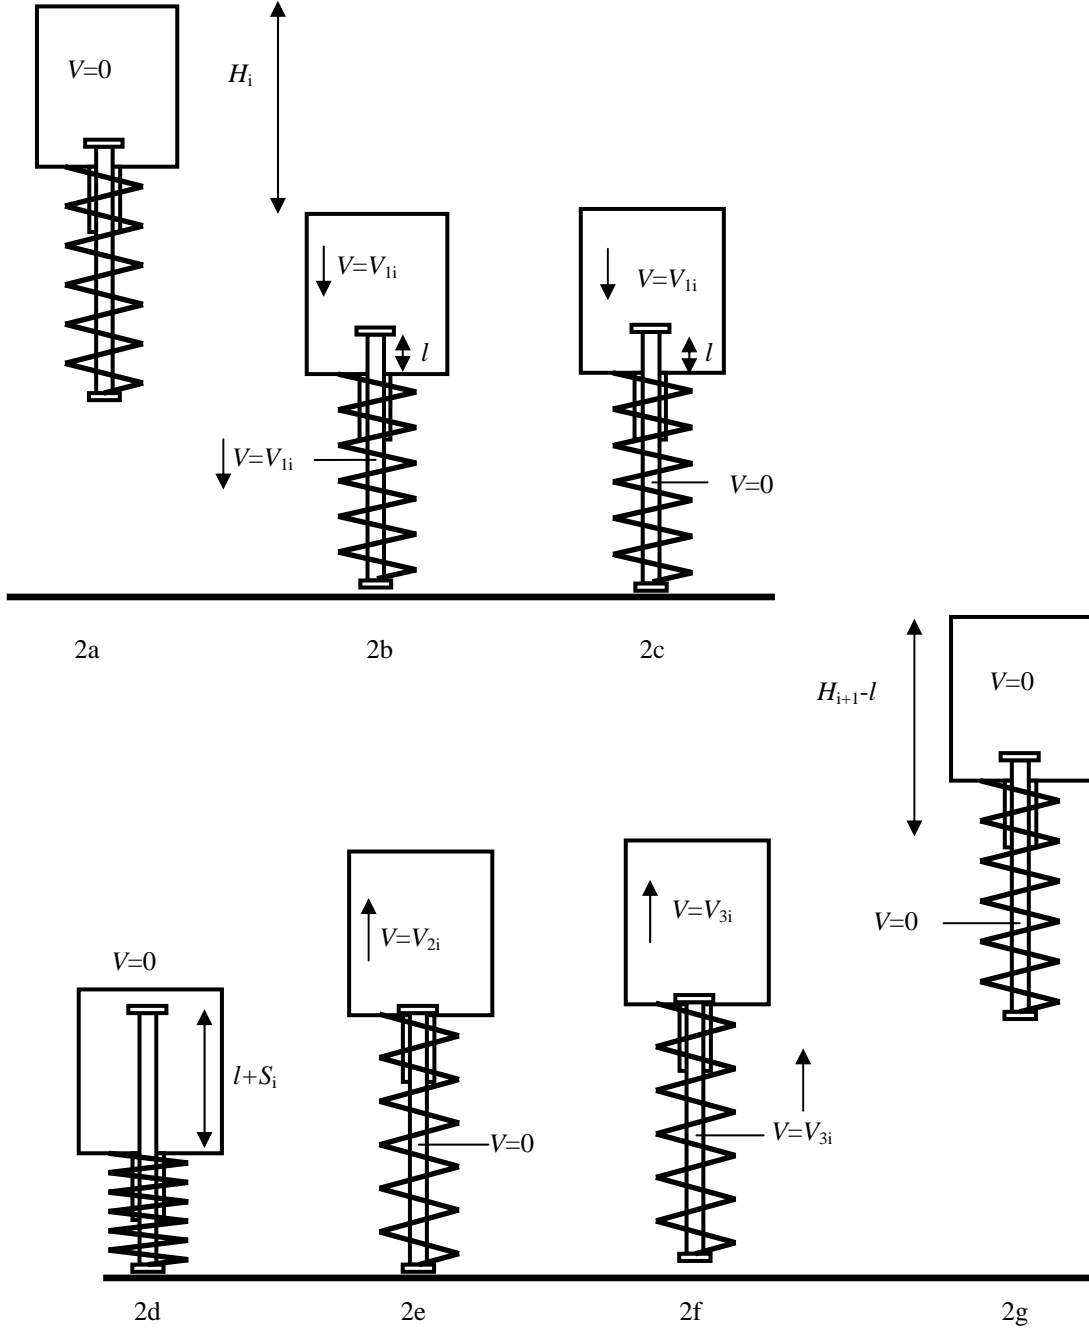 V=0
H_i
V=V_1i
V=V_1i
l
l
V=V_1i
V=0
2a
2b
2c
H_i+1-l
V=0
V=V_3i
V=V_2i
V=0
V=0
l+S_i
V=V_3i
V=0
2d
2e
2f
2g